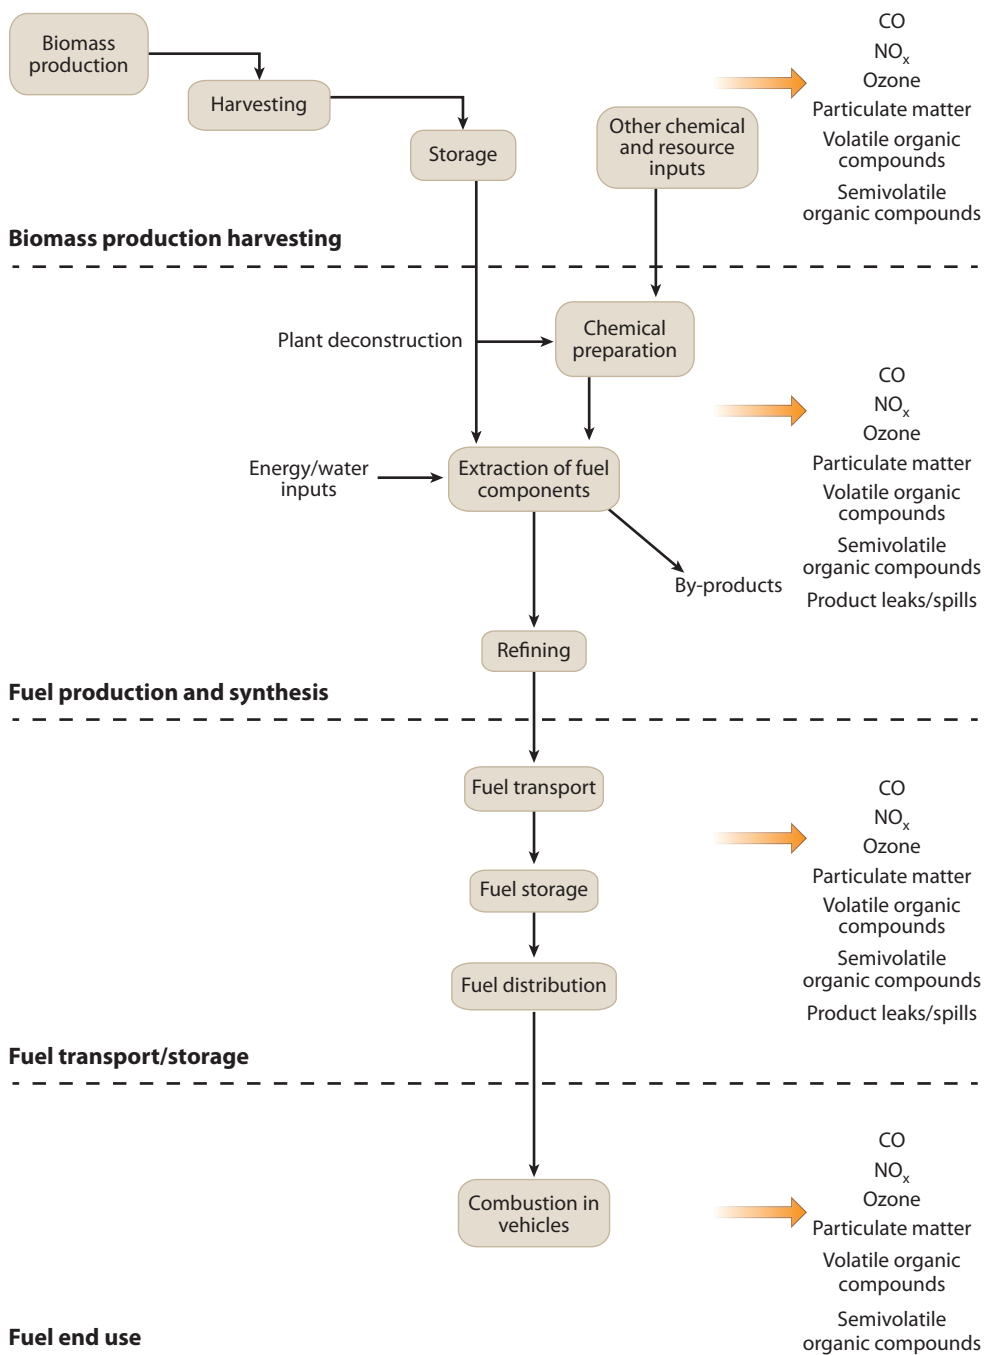 Biomass
production
Harvesting
Storage
Other chemical
and resource
inputs
CO
NOx
Ozone
Particulate matter
Volatile organic
compounds
Semivolatile
organic compounds
Biomass production harvesting
Plant deconstruction
Chemical
preparation
Energy/water
inputs
Extraction of fuel
components
By-products
Refining
CO
NOx
Ozone
Particulate matter
Volatile organic
compounds
Semivolatile
organic compounds
Product leaks/spills
Fuel production and synthesis
Fuel transport
Fuel storage
Fuel distribution
CO
NOx
Ozone
Particulate matter
Volatile organic
compounds
Semivolatile
organic compounds
Product leaks/spills
Fuel transport/storage
Combustion in
vehicles
CO
NOx
Ozone
Particulate matter
Volatile organic
compounds
Semivolatile
organic compounds
Fuel end use